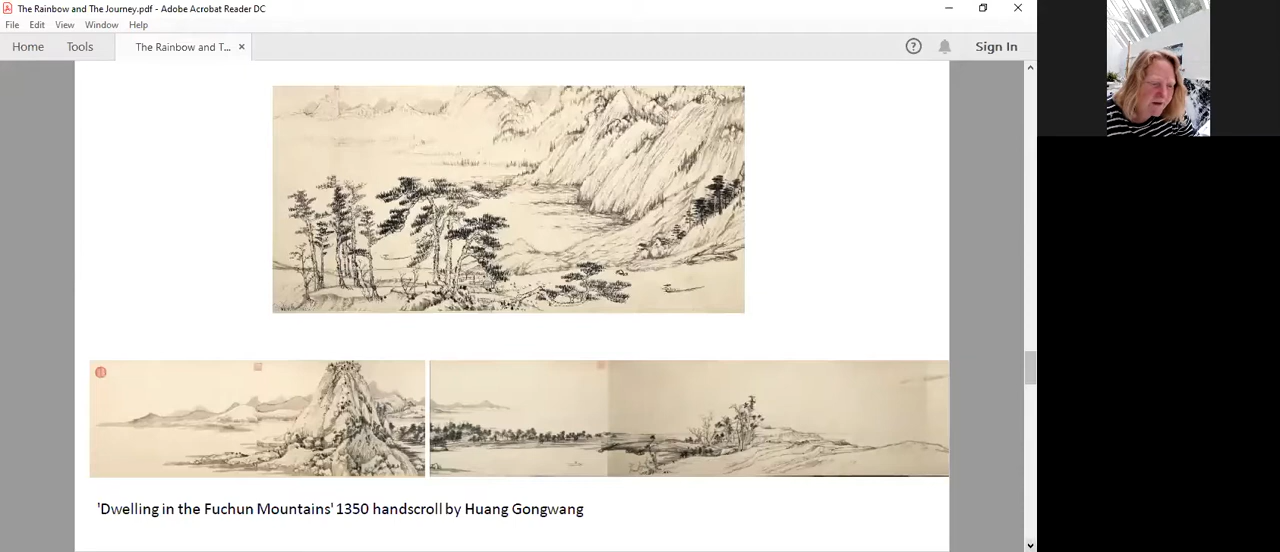 The Rainbow and The Journey.pdf - Adobe Acrobat Reader DC
File Edit View Window Help
Home Tools The Rainbow and T... × ? Sign In
'Dwelling in the Fuchun Mountains' 1350 handscroll by Huang Gongwang